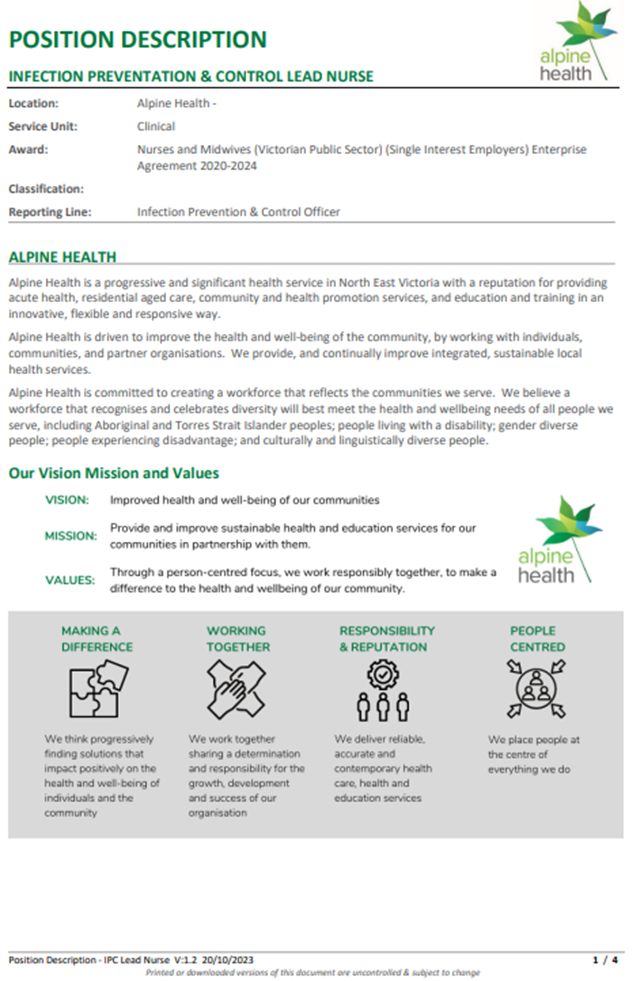 POSITION DESCRIPTION
alpine
health
INFECTION PREVENTATION & CONTROL LEAD NURSE
Location: Alpine Health -
Service Unit: Clinical
Award: Nurses and Midwives (Victorian Public Sector) (Single Interest Employers) Enterprise
Agreement 2020-2024
Classification:
Reporting Line: Infection Prevention & Control Officer
ALPINE HEALTH
Alpine Health is a progressive and significant health service in North East Victoria with a reputation for providing
acute health, residential aged care, community and health promotion services, and education and training in an
innovative, flexible and responsive way.
Alpine Health is driven to improve the health and well-being of the community, by working with individuals,
communities, and partner organisations. We provide, and continually improve integrated, sustainable local
health services.
Alpine Health is committed to creating a workforce that reflects the communities we serve. We believe a
workforce that recognises and celebrates diversity will best meet the health and wellbeing needs of all people we
serve, including Aboriginal and Torres Strait Islander peoples; people living with a disability; gender diverse
people; people experiencing disadvantage; and culturally and linguistically diverse people.
Our Vision Mission and Values
VISION: Improved health and well-being of our communities
MISSION: Provide and improve sustainable health and education services for our
communities in partnership with them.
VALUES: Through a person-centred focus, we work responsibly together, to make a
difference to the health and wellbeing of our community.
alpine
health
MAKING A
DIFFERENCE
We think progressively
finding solutions that
impact positively on the
health and well-being of
individuals and the
community
WORKING
TOGETHER
We work together
sharing a determination
and responsibility for the
growth, development
and success of our
organisation
RESPONSIBILITY
& REPUTATION
We deliver reliable,
accurate and
contemporary health
care, health and
education services
PEOPLE
CENTRED
We place people at
the centre of
everything we do
Position Description - IPC Lead Nurse V:1.2 20/10/2023 1 / 4
Printed or downloaded versions of this document are uncontrolled & subject to change